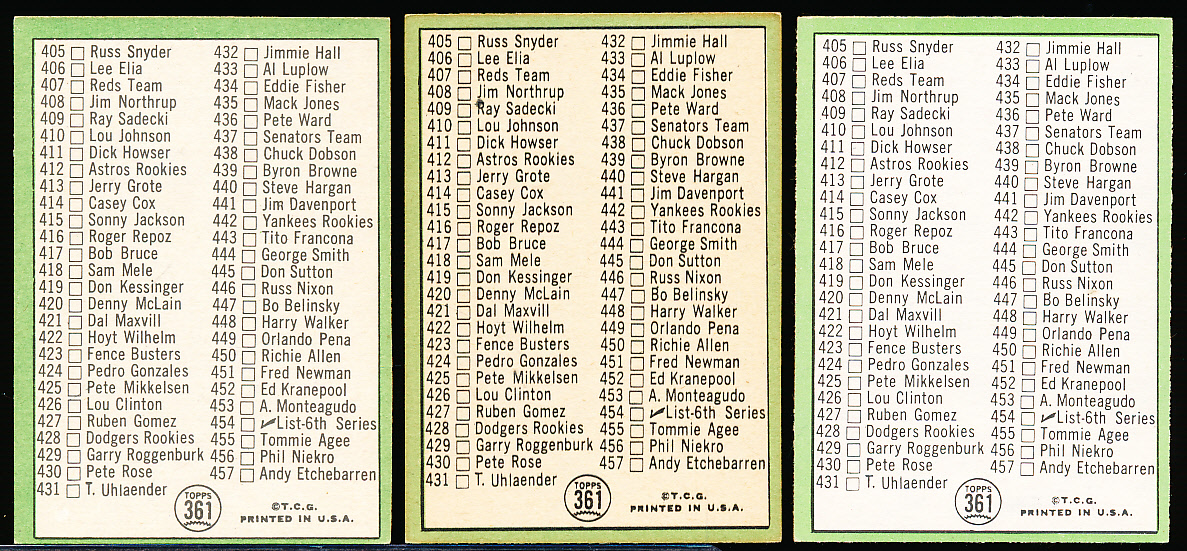 405 Russ Snyder
406 Lee Elia
407 Reds Team
408 Jim Northrup
409 Ray Sadecki
410 Lou Johnson
411 Dick Howser
412 Astros Rookies
413 Jerry Grote
414 Casey Cox
415 Sonny Jackson
416 Roger Repoz
417 Bob Bruce
418 Sam Mele
419 Don Kessinger
420 Denny McLain
421 Dal Maxvill
422 Hoyt Wilhelm
423 Fence Busters
424 Pedro Gonzales
425 Pete Mikkelsen
426 Lou Clinton
427 Ruben Gomez
428 Dodgers Rookies
429 Garry Roggenburk
430 Pete Rose
431 T. Uhlaender
432 Jimmie Hall
433 Al Luplow
434 Eddie Fisher
435 Mack Jones
436 Pete Ward
437 Senators Team
438 Chuck Dobson
439 Byron Browne
440 Steve Hargan
441 Jim Davenport
442 Yankees Rookies
443 Tito Francona
444 George Smith
445 Don Sutton
446 Russ Nixon
447 Bo Belinsky
448 Harry Walker
449 Orlando Pena
450 Richie Allen
451 Fred Newman
452 Ed Kranepool
453 A. Monteagudo
454 ✓List-6th Series
455 Tommie Agee
456 Phil Niekro
457 Andy Etchebarren
TOPPS
361
©T.C.G.
PRINTED IN U.S.A.
405 Russ Snyder
406 Lee Elia
407 Reds Team
408 Jim Northrup
409 Ray Sadecki
410 Lou Johnson
411 Dick Howser
412 Astros Rookies
413 Jerry Grote
414 Casey Cox
415 Sonny Jackson
416 Roger Repoz
417 Bob Bruce
418 Sam Mele
419 Don Kessinger
420 Denny McLain
421 Dal Maxvill
422 Hoyt Wilhelm
423 Fence Busters
424 Pedro Gonzales
425 Pete Mikkelsen
426 Lou Clinton
427 Ruben Gomez
428 Dodgers Rookies
429 Garry Roggenburk
430 Pete Rose
431 T. Uhlaender
432 Jimmie Hall
433 Al Luplow
434 Eddie Fisher
435 Mack Jones
436 Pete Ward
437 Senators Team
438 Chuck Dobson
439 Byron Browne
440 Steve Hargan
441 Jim Davenport
442 Yankees Rookies
443 Tito Francona
444 George Smith
445 Don Sutton
446 Russ Nixon
447 Bo Belinsky
448 Harry Walker
449 Orlando Pena
450 Richie Allen
451 Fred Newman
452 Ed Kranepool
453 A. Monteagudo
454 ✓List-6th Series
455 Tommie Agee
456 Phil Niekro
457 Andy Etchebarren
TOPPS
361
©T.C.G.
PRINTED IN U.S.A.
405 Russ Snyder
406 Lee Elia
407 Reds Team
408 Jim Northrup
409 Ray Sadecki
410 Lou Johnson
411 Dick Howser
412 Astros Rookies
413 Jerry Grote
414 Casey Cox
415 Sonny Jackson
416 Roger Repoz
417 Bob Bruce
418 Sam Mele
419 Don Kessinger
420 Denny McLain
421 Dal Maxvill
422 Hoyt Wilhelm
423 Fence Busters
424 Pedro Gonzales
425 Pete Mikkelsen
426 Lou Clinton
427 Ruben Gomez
428 Dodgers Rookies
429 Garry Roggenburk
430 Pete Rose
431 T. Uhlaender
432 Jimmie Hall
433 Al Luplow
434 Eddie Fisher
435 Mack Jones
436 Pete Ward
437 Senators Team
438 Chuck Dobson
439 Byron Browne
440 Steve Hargan
441 Jim Davenport
442 Yankees Rookies
443 Tito Francona
444 George Smith
445 Don Sutton
446 Russ Nixon
447 Bo Belinsky
448 Harry Walker
449 Orlando Pena
450 Richie Allen
451 Fred Newman
452 Ed Kranepool
453 A. Monteagudo
454 ✓List-6th Series
455 Tommie Agee
456 Phil Niekro
457 Andy Etchebarren
TOPPS
361
©T.C.G.
PRINTED IN U.S.A.